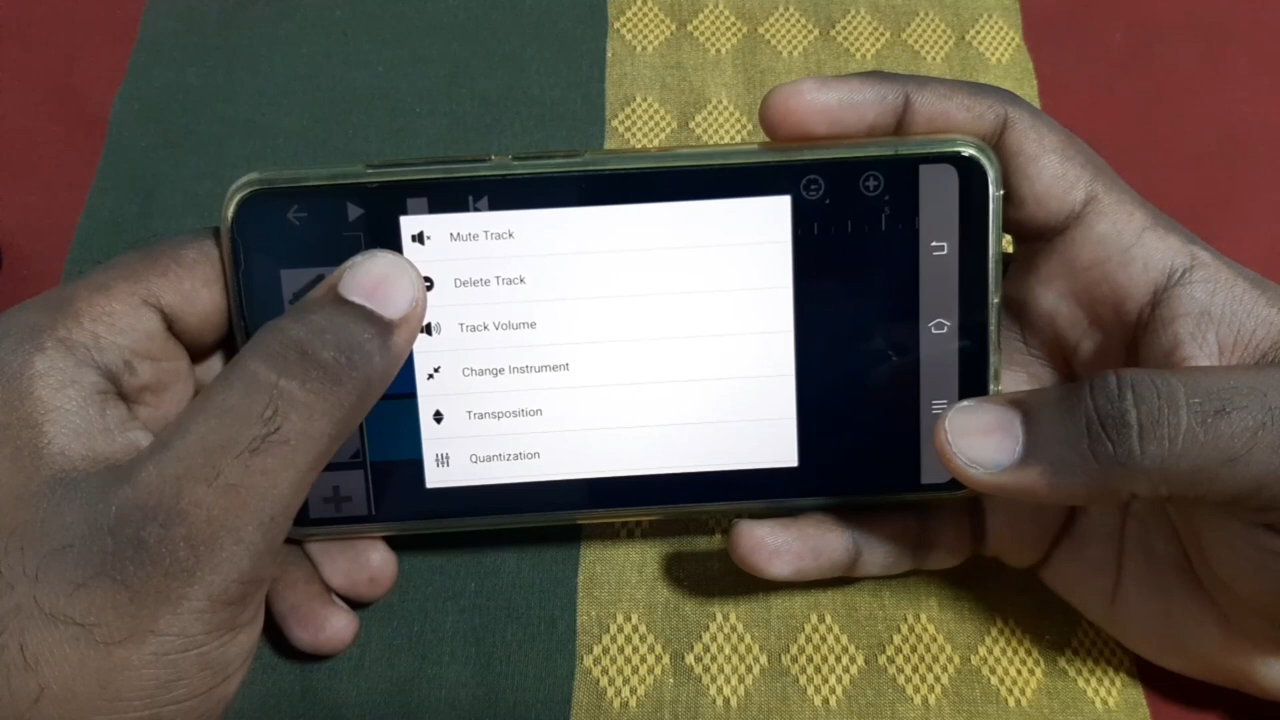 Mute Track
Delete Track
Track Volume
Change Instrument
Transposition
Quantization